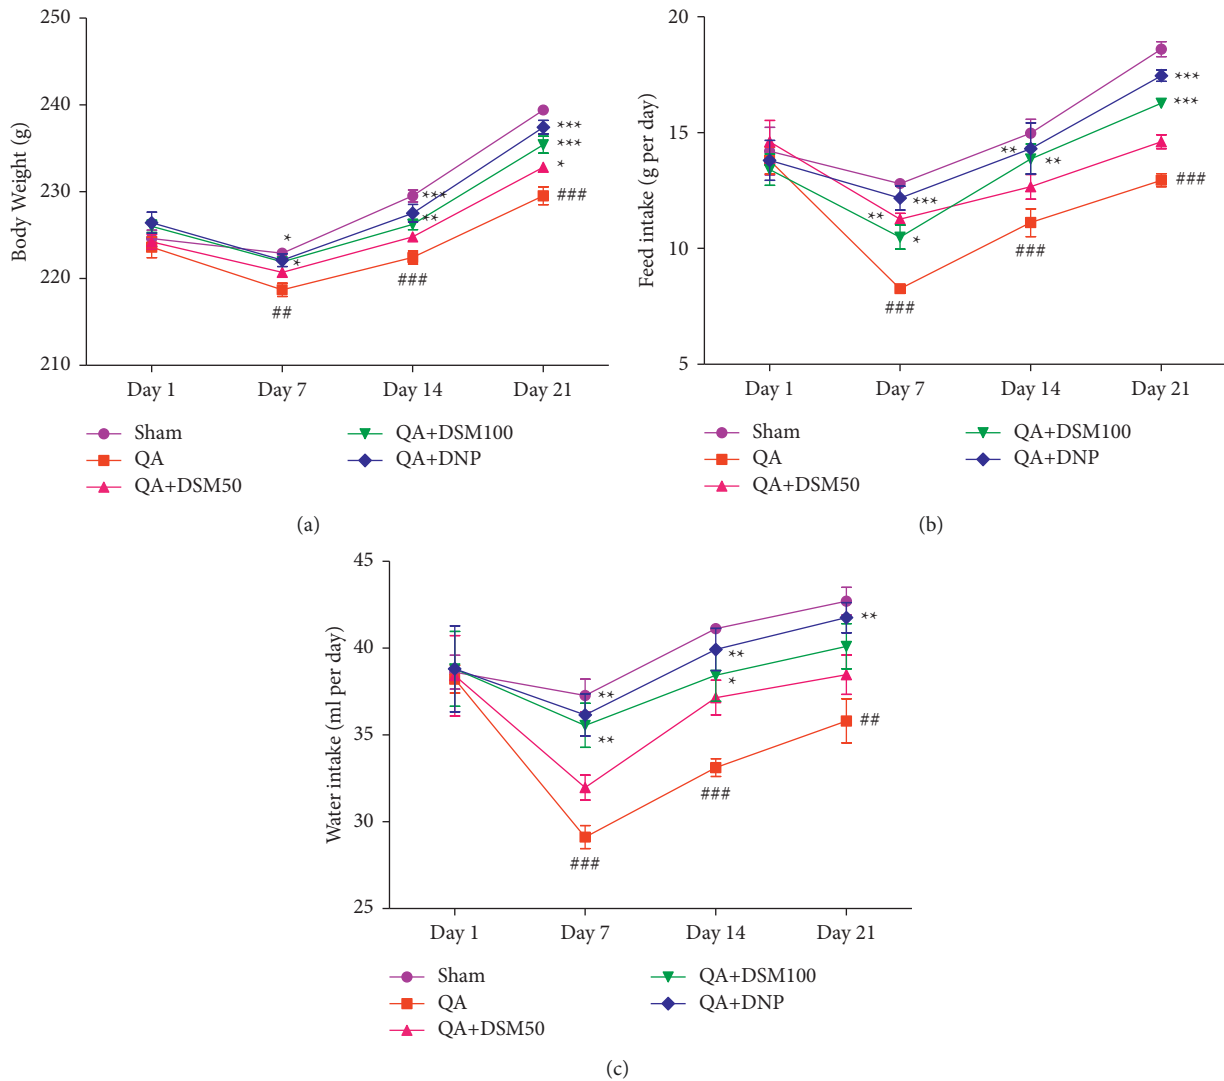 250
240
230
220
210
Body Weight (g)
***
***
*
###
***
**
###
*
*
##
Day 1 Day 7 Day 14 Day 21
Sham
QA
QA+DSM50
QA+DSM100
QA+DNP
(a)
20
15
10
5
Feed intake (g per day)
***
***
###
**
**
###
***
**
*
###
Day 1 Day 7 Day 14 Day 21
Sham
QA
QA+DSM50
QA+DSM100
QA+DNP
(b)
45
40
35
30
25
Water intake (ml per day)
**
##
**
*
###
**
**
###
Day 1 Day 7 Day 14 Day 21
Sham
QA
QA+DSM50
QA+DSM100
QA+DNP
(c)